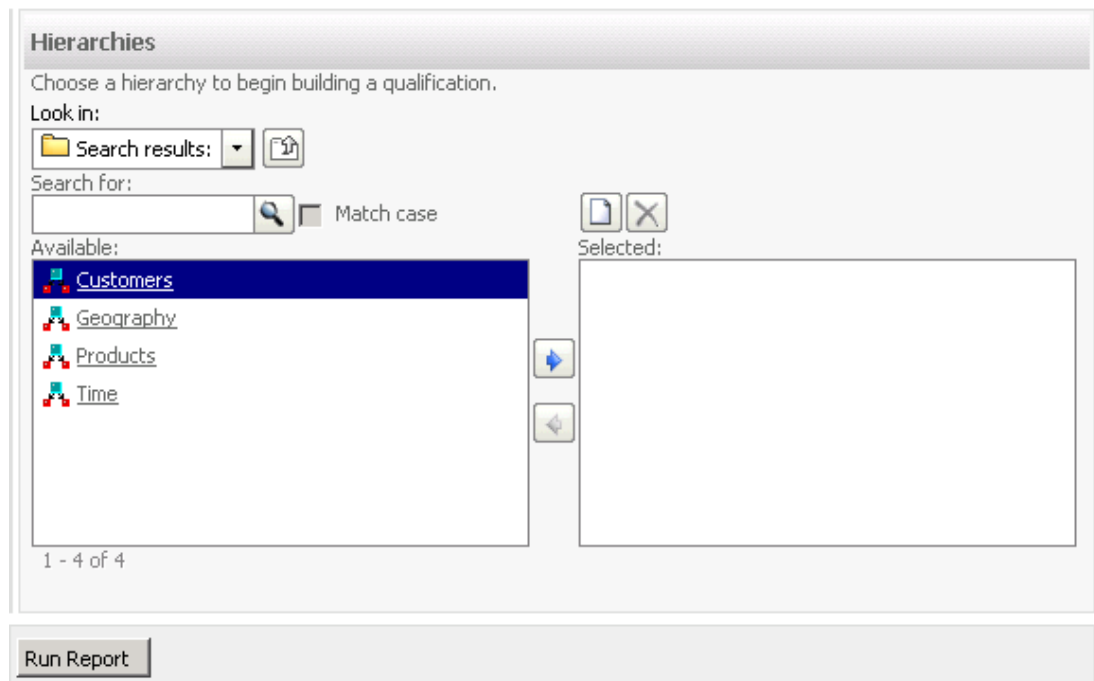 Hierarchies
Choose a hierarchy to begin building a qualification.
Look in:
Search results:
Search for:
Match case
Available:
Selected:
Customers
Geography
Products
Time
1 - 4 of 4
Run Report